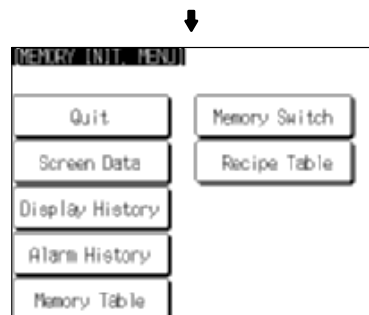 [MEMORY INIT. MENU]
Quit
Memory Switch
Screen Data
Recipe Table
Display History
Alarm History
Memory Table